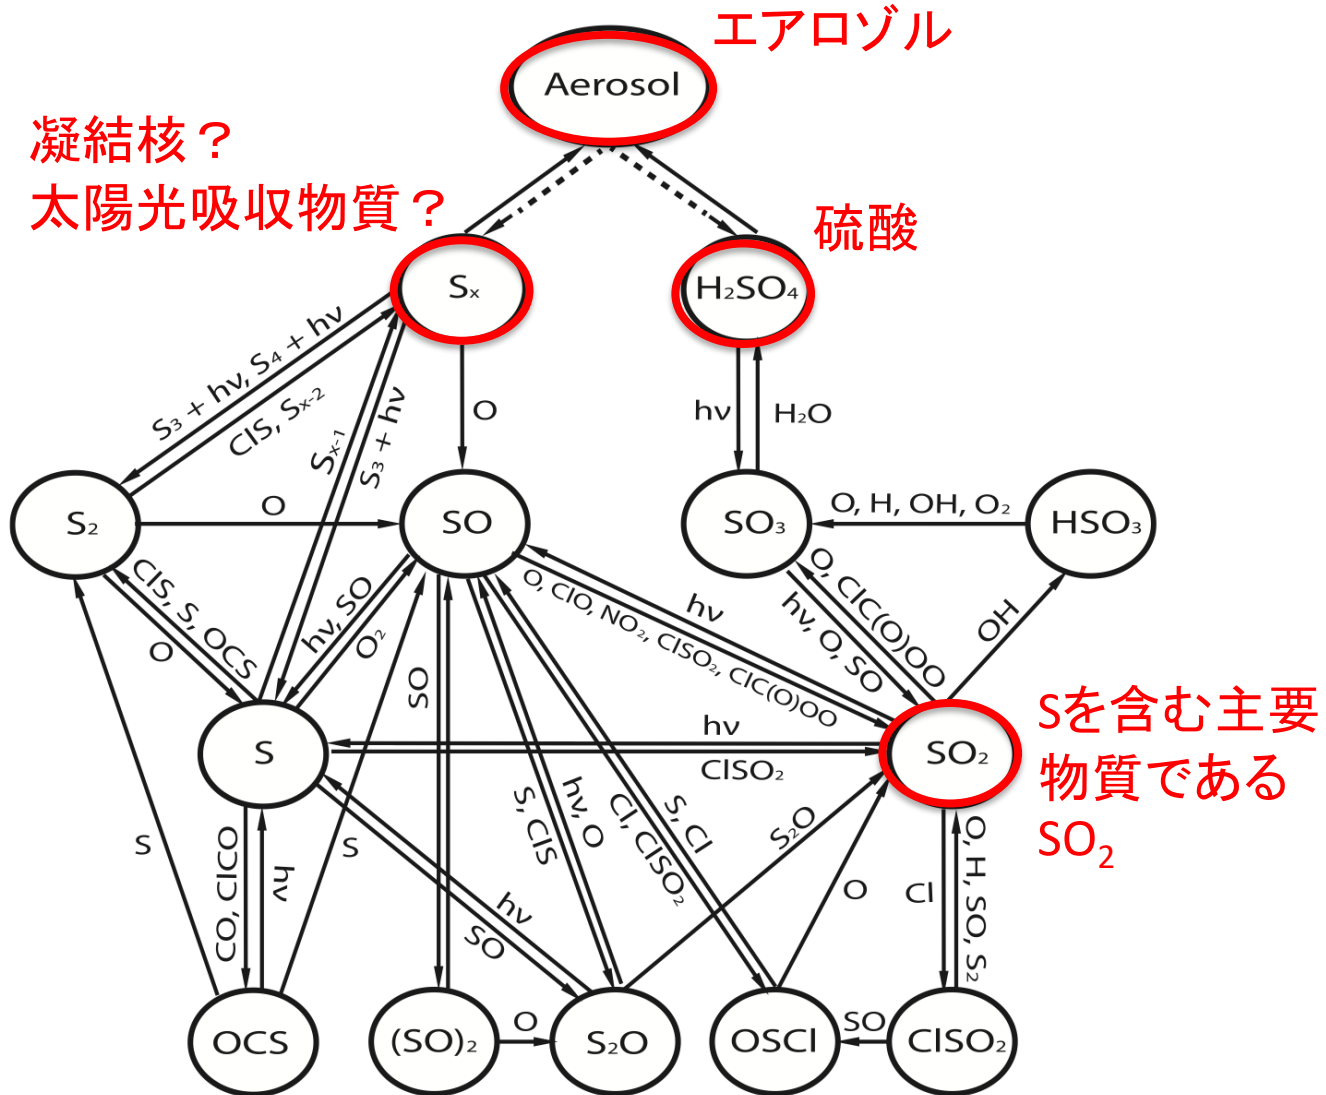 エアロゾル
Aerosol
凝結核？
太陽光吸収物質？
硫酸
Sₓ
H₂SO₄
S₃ + hν, S₄ + hν
ClS, Sₓ₋₂
Sₓ₋₁
S₃ + hν
O
hν
H₂O
S₂
O
SO
SO₃
O, H, OH, O₂
HSO₃
ClS, S, OCS
O
hν, SO
O₂
SO
hν
O, ClO, NO₂, ClSO₂, ClC(O)OO
O, ClC(O)OO
hν, O, SO
OH
S
hν
ClSO₂
SO₂
Sを含む主要
物質である
SO₂
S
CO, ClCO
hν
S
hν
SO
S, ClS
hν, O
S, Cl
Cl, ClSO₂
S₂O
O
Cl
O, H, SO, S₂
OCS
(SO)₂
O
S₂O
OSCl
SO
ClSO₂